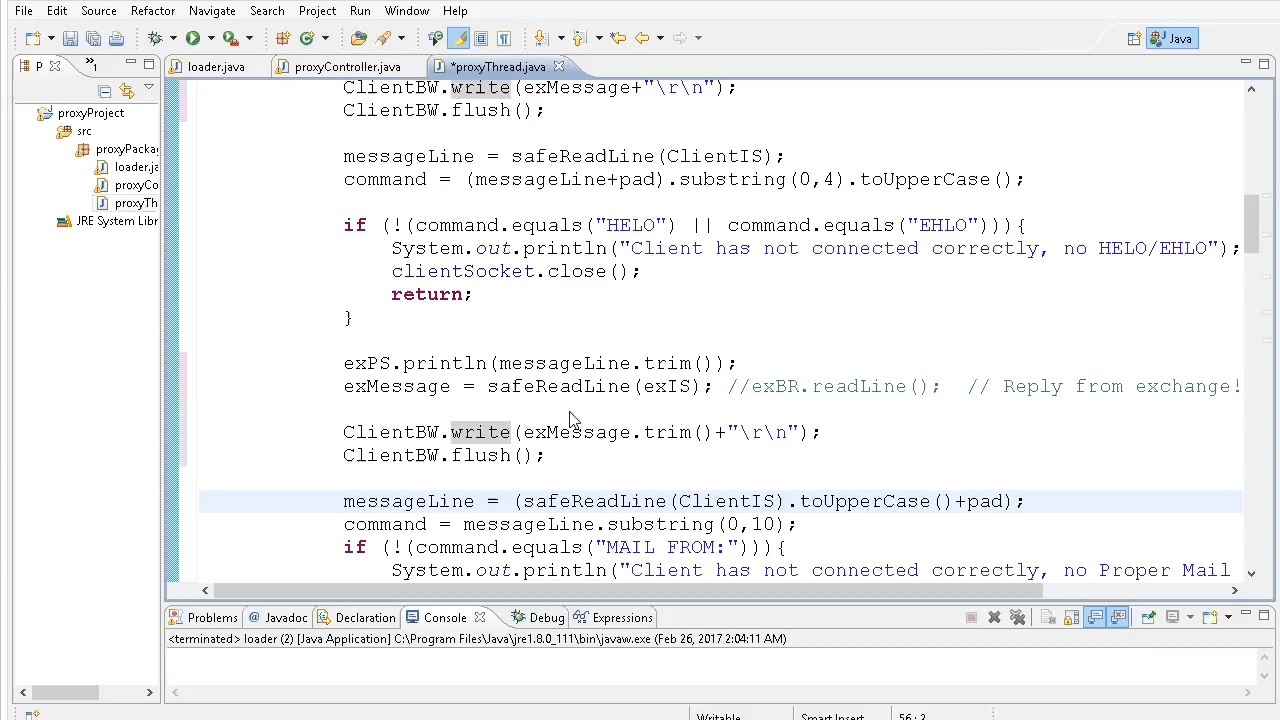 File Edit Source Refactor Navigate Search Project Run Window Help
Java
P
1
loader.java proxyController.java *proxyThread.java
proxyProject
src
proxyPacka
loader.ja
proxyCo
proxyTh
JRE System Libr
ClientBW.write(exMessage+"\r\n");
ClientBW.flush();
messageLine = safeReadLine(ClientIS);
command = (messageLine+pad).substring(0,4).toUpperCase();
if (!(command.equals("HELO") || command.equals("EHLO"))){
System.out.println("Client has not connected correctly, no HELO/EHLO");
clientSocket.close();
return;
}
exPS.println(messageLine.trim());
exMessage = safeReadLine(exIS); //exBR.readLine(); // Reply from exchange!
ClientBW.write(exMessage.trim()+"\r\n");
ClientBW.flush();
messageLine = (safeReadLine(ClientIS).toUpperCase()+pad);
command = messageLine.substring(0,10);
if (!(command.equals("MAIL FROM:"))){
System.out.println("Client has not connected correctly, no Proper Mail
Problems Javadoc Declaration Console Debug Expressions
<terminated> loader (2) [Java Application] C:\Program Files\Java\jre1.8.0_111\bin\javaw.exe (Feb 26, 2017 2:04:11 AM)
Writable Smart Insert 56 : 2